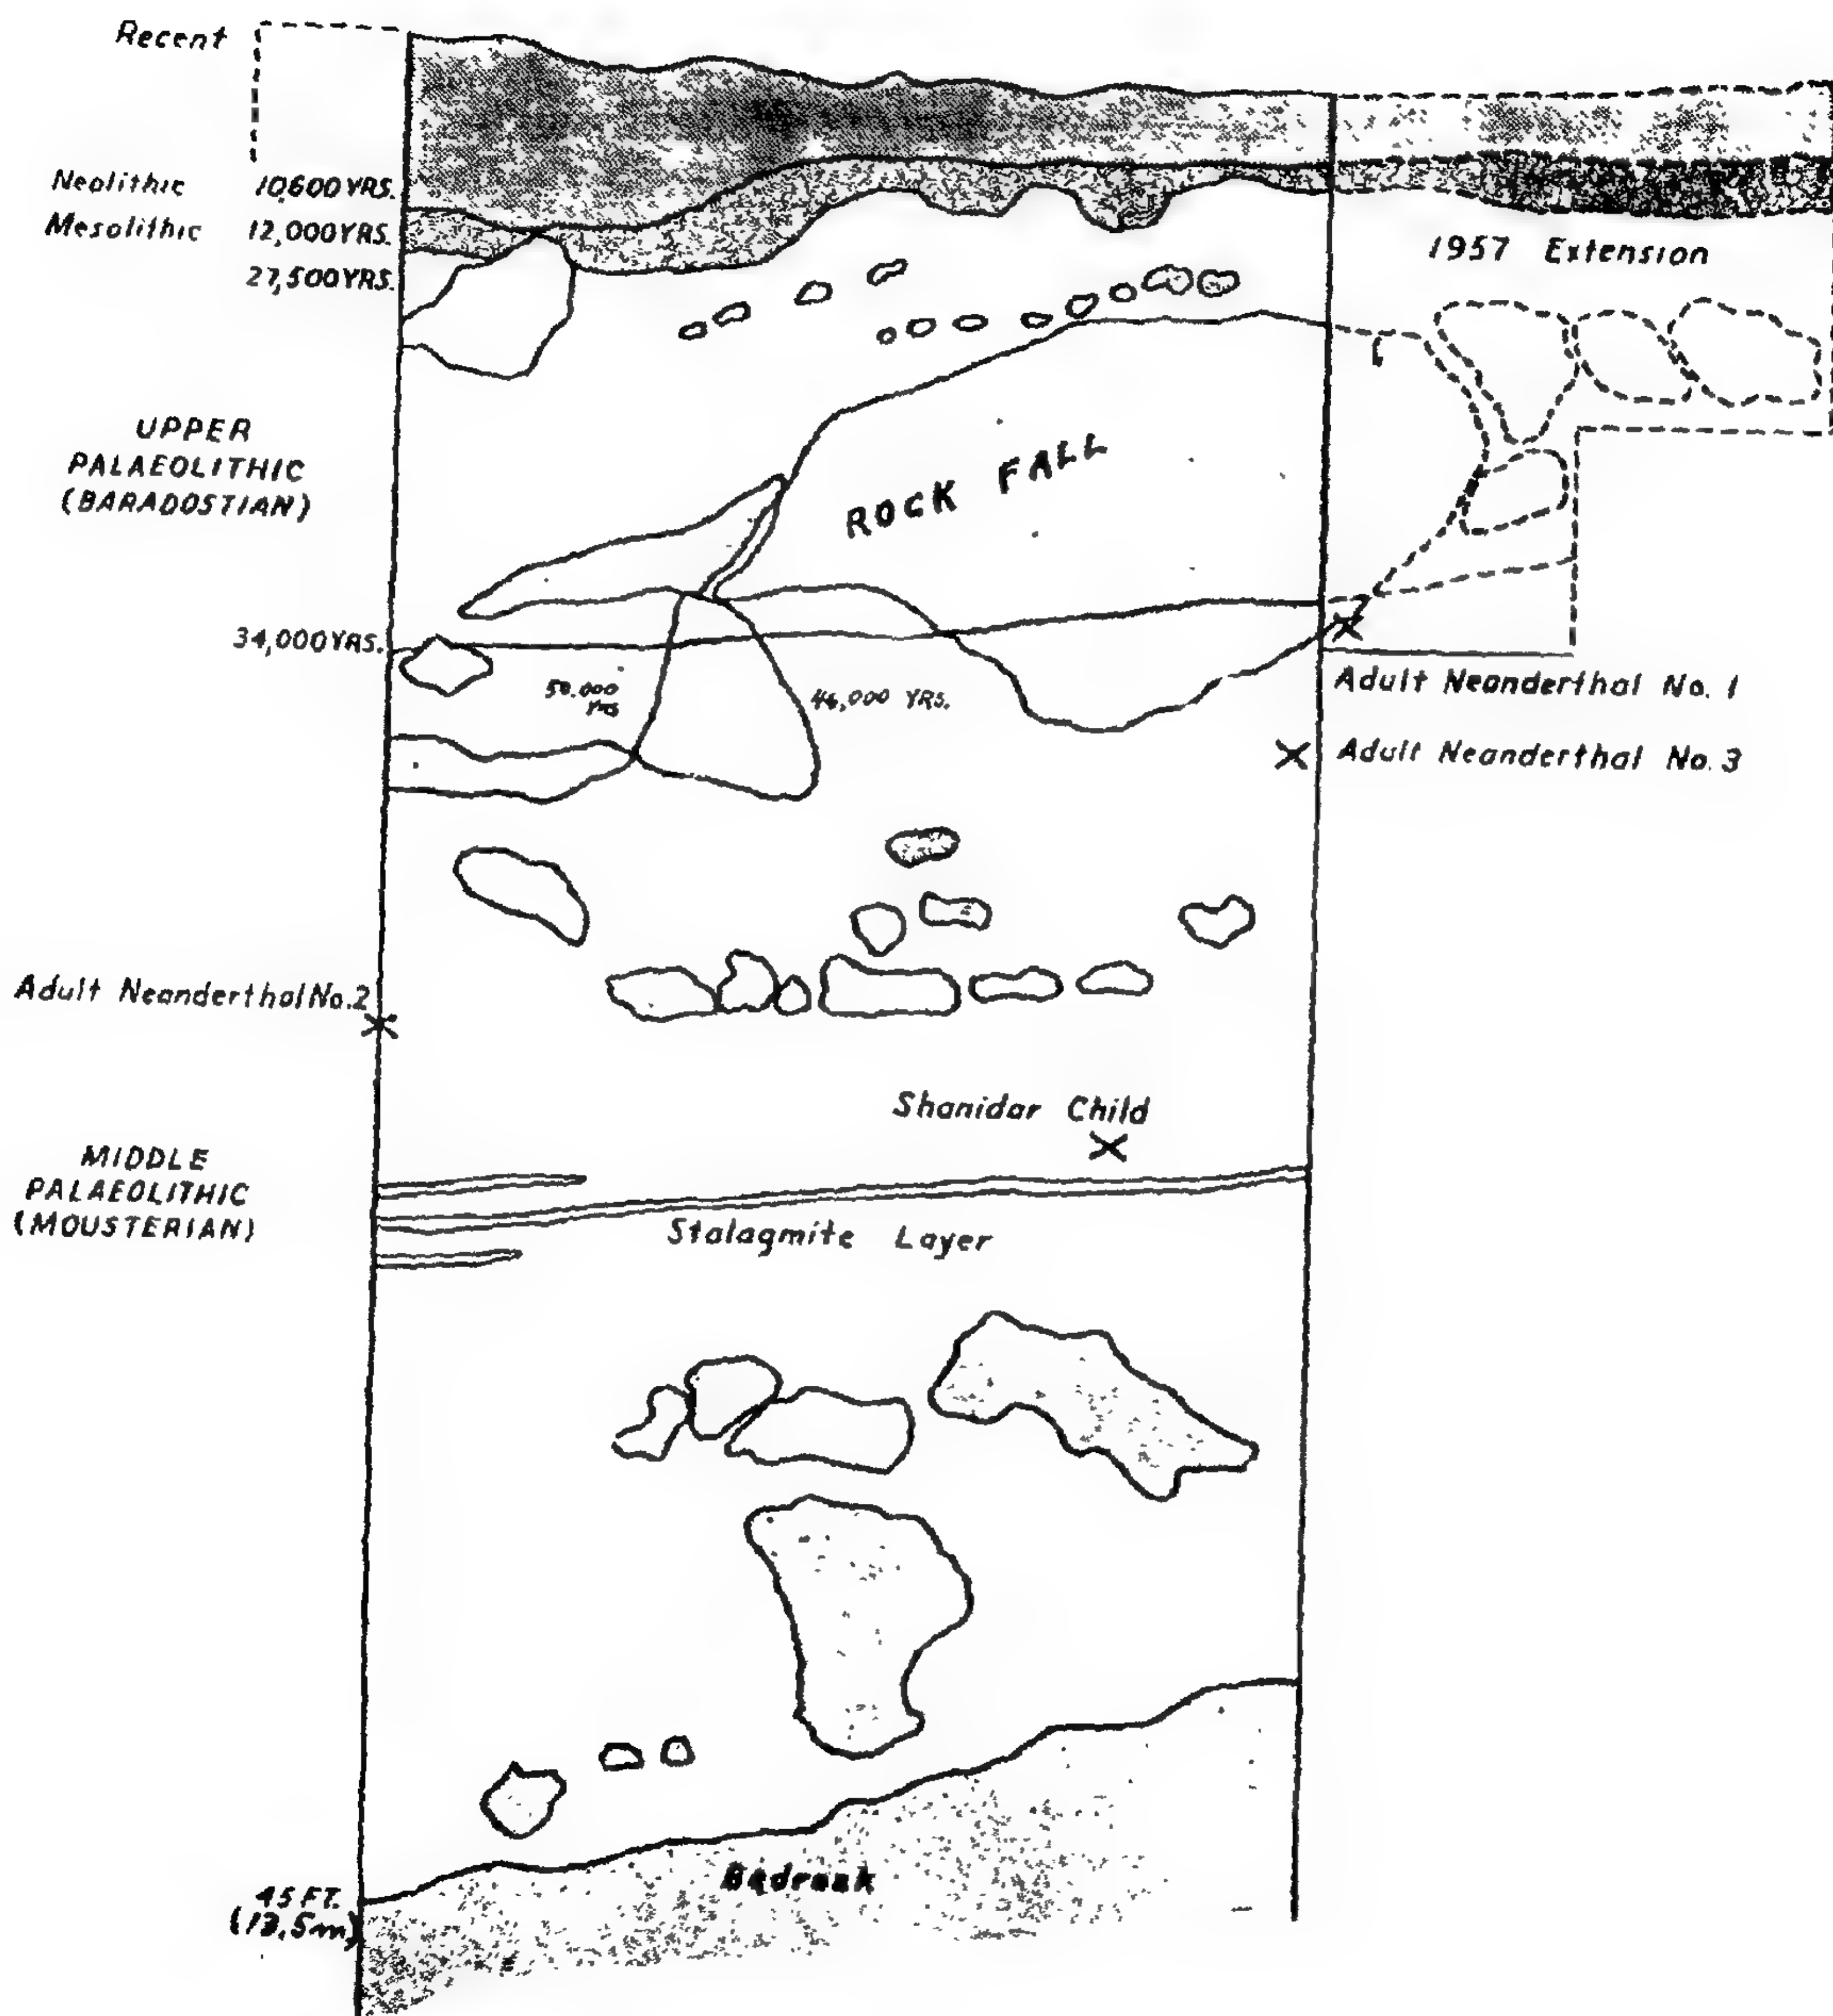 Recent
Neolithic 10,600 YRS.
Mesolithic 12,000 YRS.
27,500 YRS.
1957 Extension
UPPER
PALAEOLITHIC
(BARADOSTIAN)
ROCK FALL
34,000 YRS.
50.000
Yrs
46,000 YRS.
Adult Neanderthal No. 1
Adult Neanderthal No. 3
Adult Neanderthal No. 2
Shanidar Child
MIDDLE
PALAEOLITHIC
(MOUSTERIAN)
Stalagmite Layer
Bedrock
45 FT.
(13,5m)